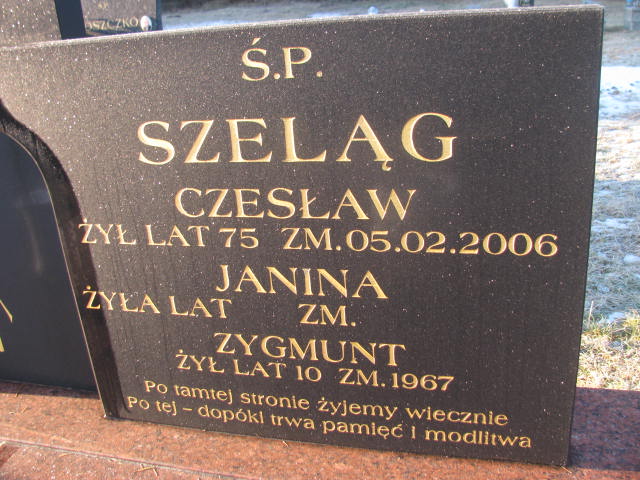 ASZCZKO
Ś.P.
SZELĄG
CZESŁAW
ŻYŁ LAT 75 ZM.05.02.2006
JANINA
ŻYŁA LAT ZM.
ZYGMUNT
ŻYŁ LAT 10 ZM.1967
Po tamtej stronie żyjemy wiecznie
Po tej – dopóki trwa pamięć i modlitwa